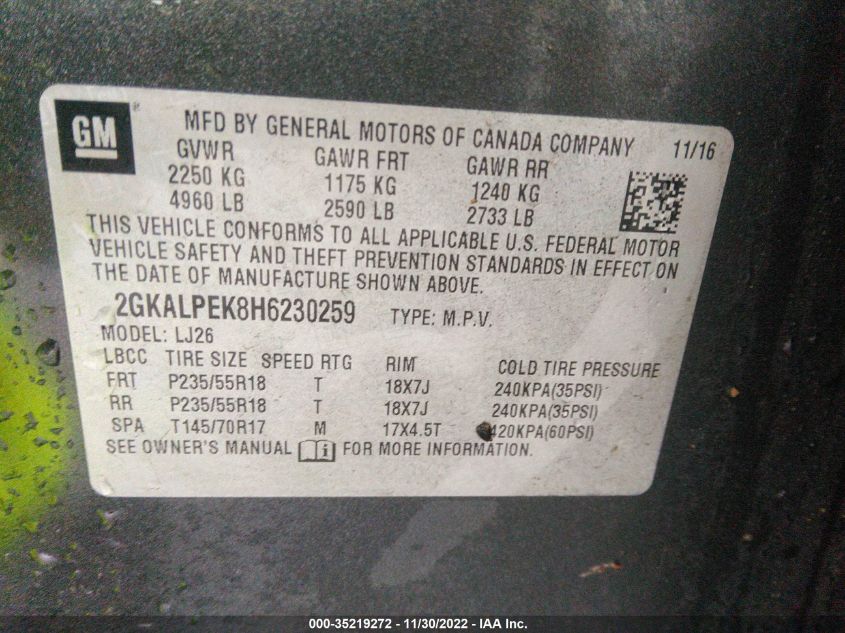 GM ® MFD BY GENERAL MOTORS OF CANADA COMPANY 11/16
GVWR GAWR FRT GAWR RR
2250 KG 1175 KG 1240 KG
4960 LB 2590 LB 2733 LB
THIS VEHICLE CONFORMS TO ALL APPLICABLE U.S. FEDERAL MOTOR
VEHICLE SAFETY AND THEFT PREVENTION STANDARDS IN EFFECT ON
THE DATE OF MANUFACTURE SHOWN ABOVE.
2GKALPEK8H6230259 TYPE: M.P.V.
MODEL: LJ26
LBCC TIRE SIZE SPEED RTG RIM COLD TIRE PRESSURE
FRT P235/55R18 T 18X7J 240KPA(35PSI)
RR P235/55R18 T 18X7J 240KPA(35PSI)
SPA T145/70R17 M 17X4.5T 420KPA(60PSI)
SEE OWNER'S MANUAL i FOR MORE INFORMATION.
000-35219272 - 11/30/2022 - IAA Inc.